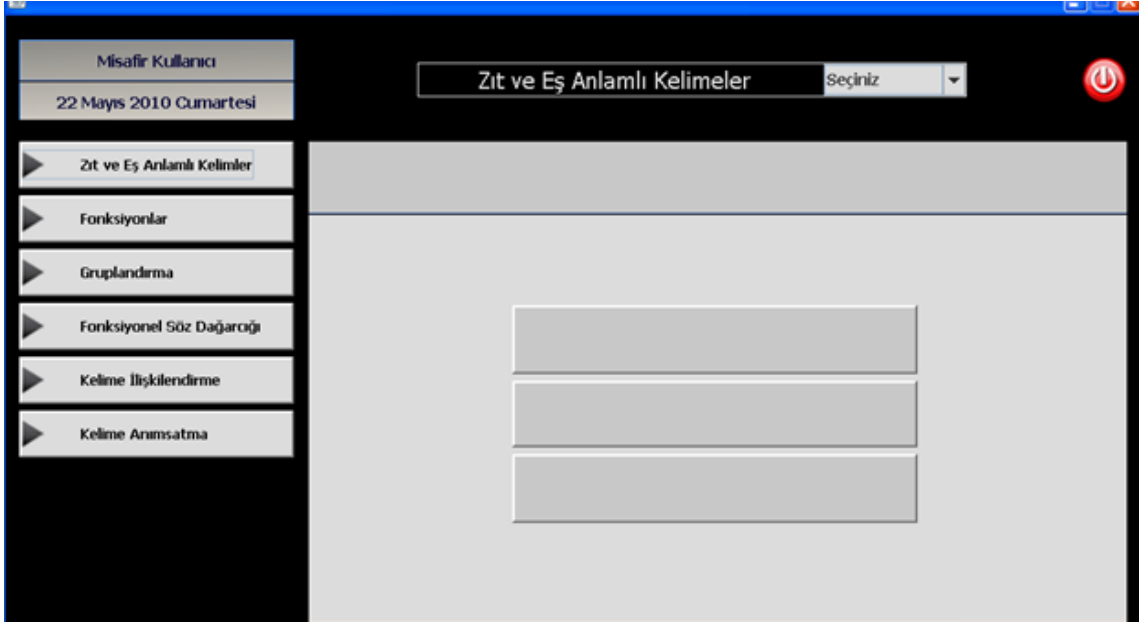 Misafir Kullanıcı
22 Mayıs 2010 Cumartesi
Zıt ve Eş Anlamlı Kelimeler
Seçiniz
Zıt ve Eş Anlamlı Kelimler
Fonksiyonlar
Gruplandırma
Fonksiyonel Söz Dağarcığı
Kelime İlişkilendirme
Kelime Anımsatma